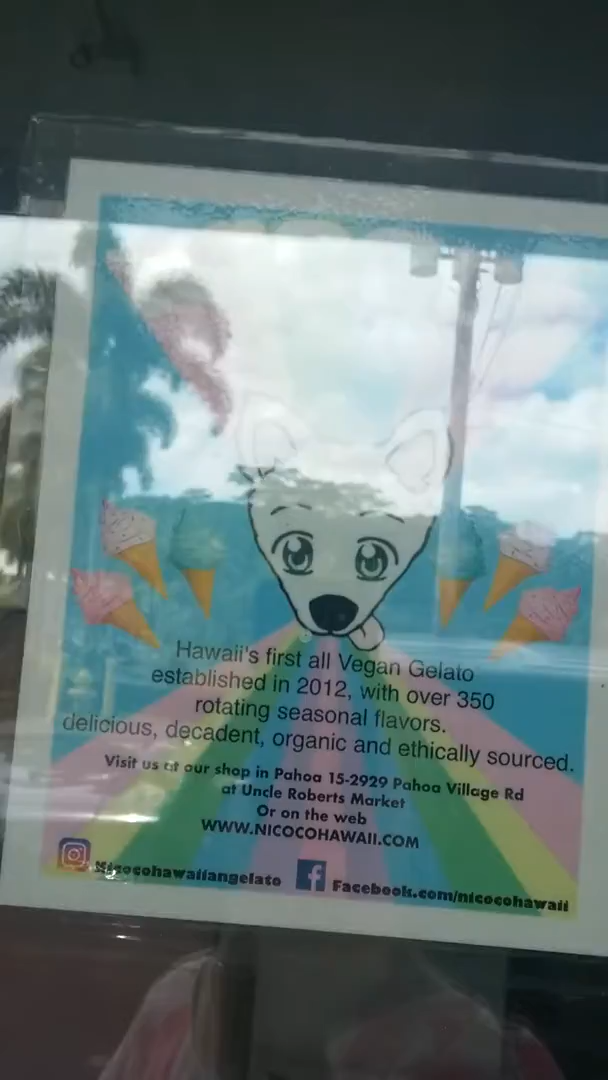 Hawaii's first all Vegan Gelato
established in 2012, with over 350
rotating seasonal flavors.
delicious, decadent, organic and ethically sourced.
Visit us at our shop in Pahoa 15-2929 Pahoa Village Rd
at Uncle Roberts Market
Or on the web
WWW.NICOCOHAWAII.COM
Nicocohawaiiangelato
Facebook.com/nicocohawaii